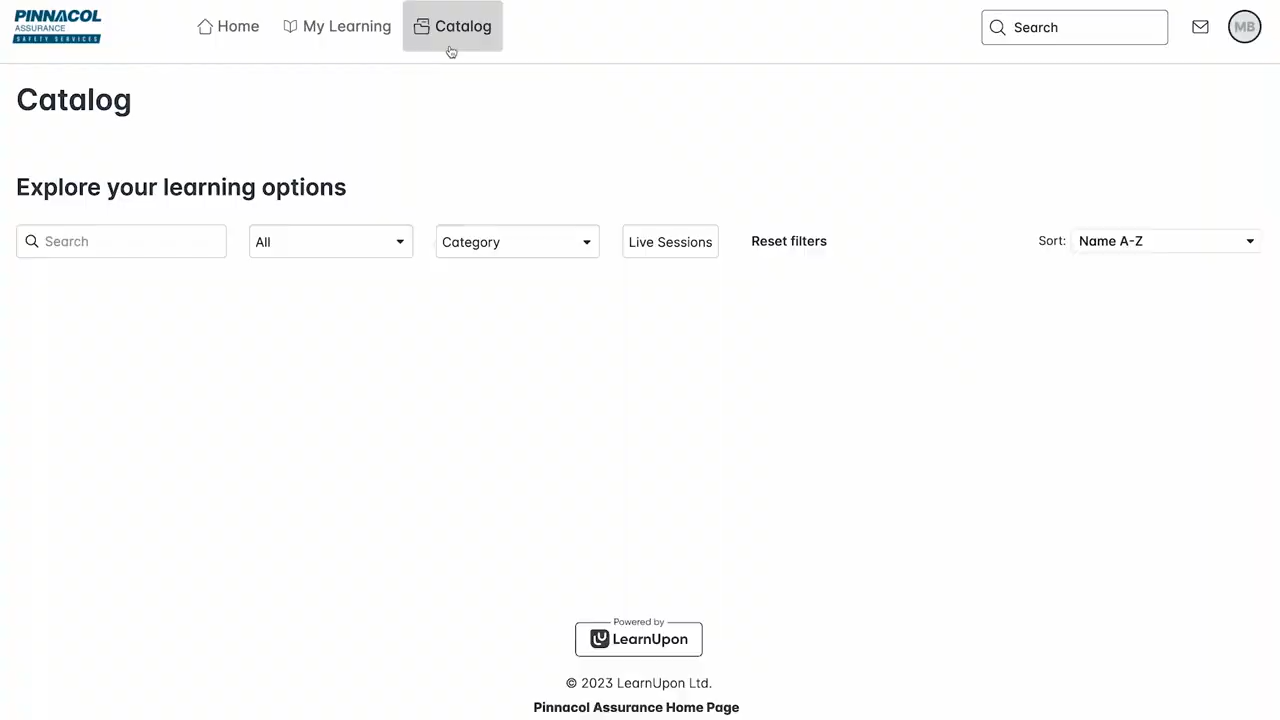 PINNACOL
ASSURANCE
SAFETY SERVICES
Home
My Learning
Catalog
Search
MB
Catalog
Explore your learning options
Search
All
Category
Live Sessions
Reset filters
Sort:
Name A-Z
Powered by
LearnUpon
© 2023 LearnUpon Ltd.
Pinnacol Assurance Home Page